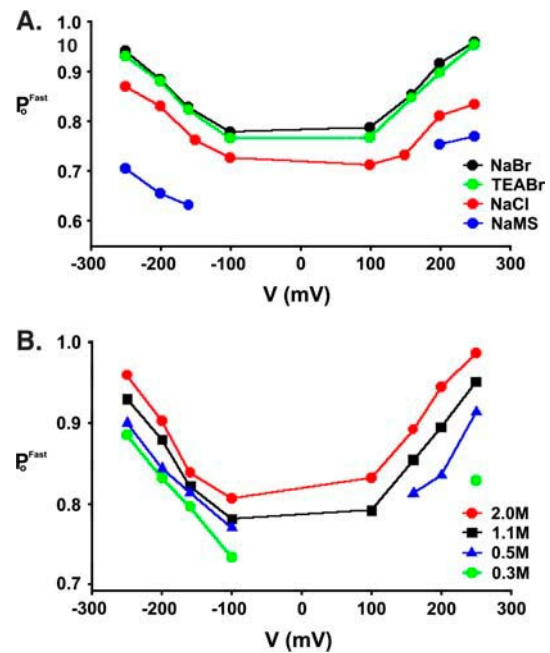 A.
1.0
10
0.9
0.8
0.7
0.6
P_o^Fast
-300 -200 -100 0 100 200 300
V (mV)
NaBr
TEABr
NaCl
NaMS
B.
1.0
0.9
0.8
0.7
P_o^Fast
-300 -200 -100 0 100 200 300
V (mV)
2.0M
1.1M
0.5M
0.3M